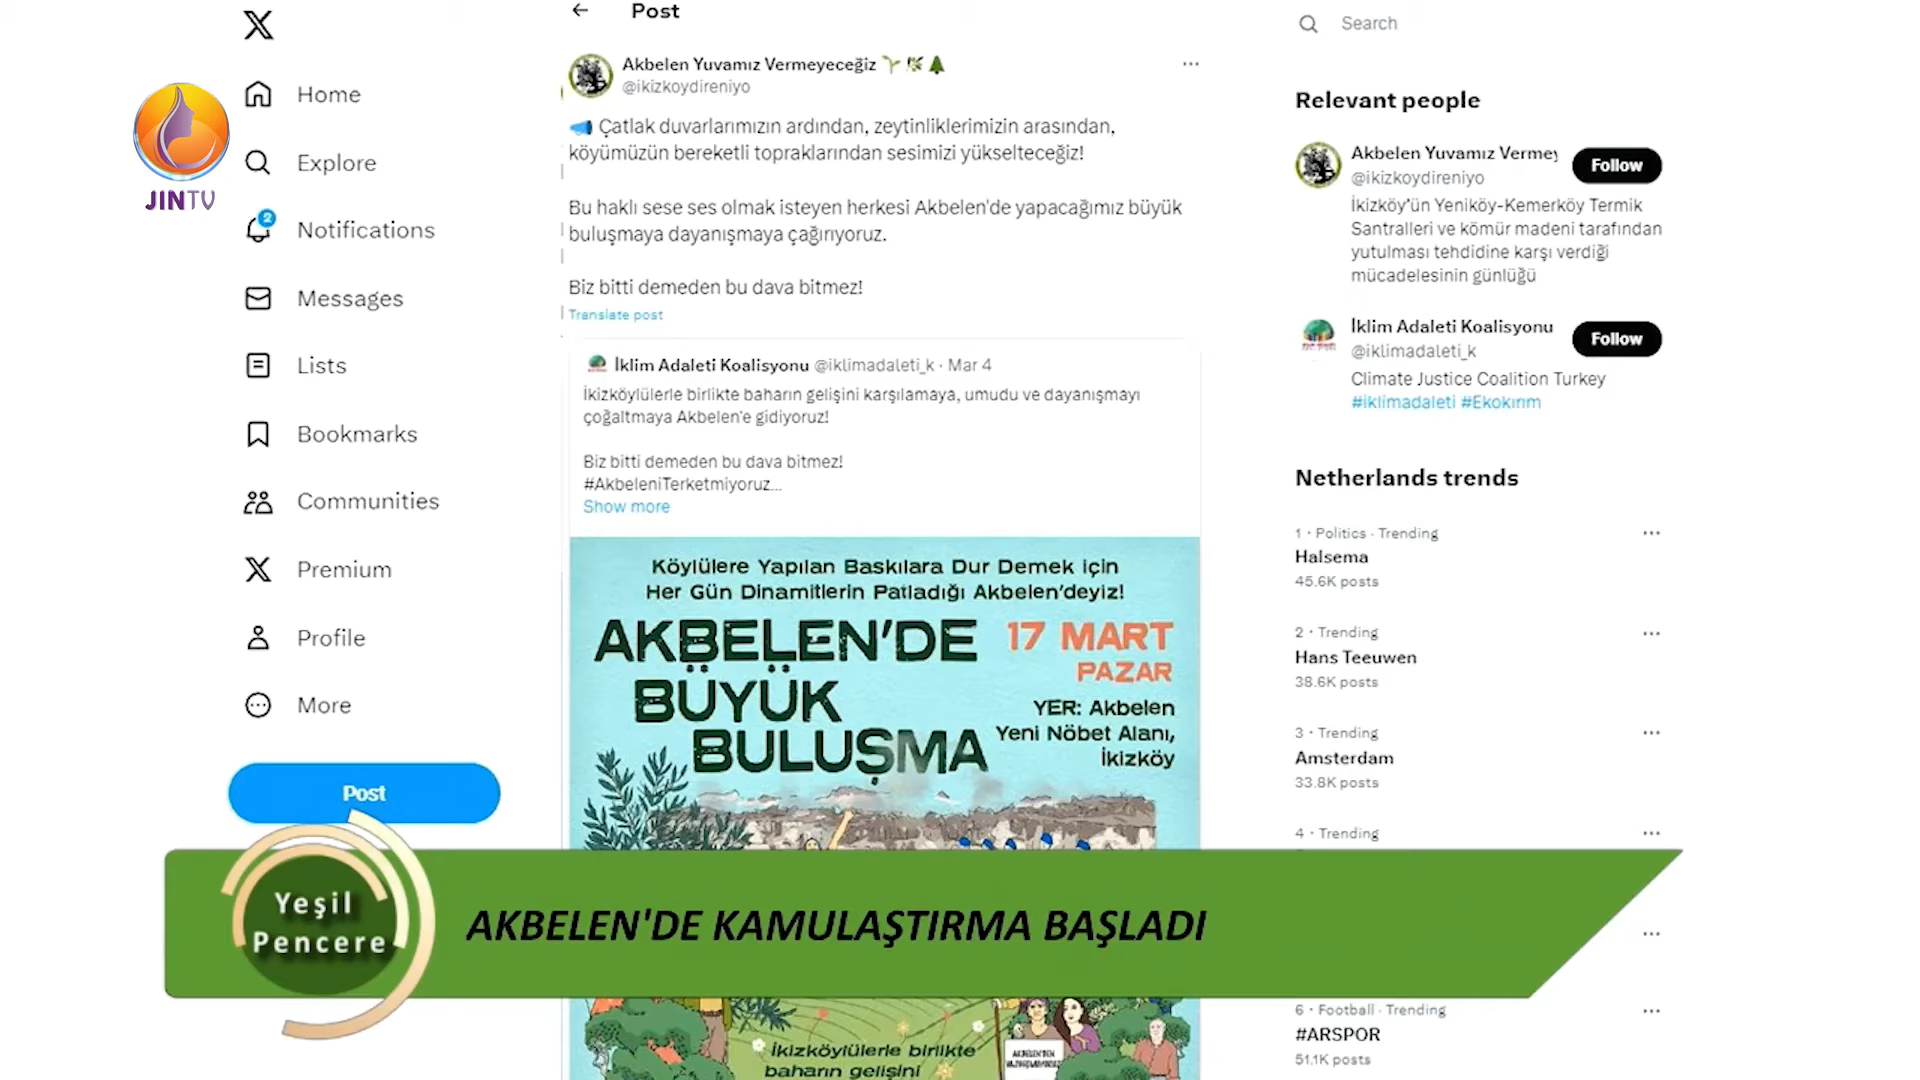 Home
Explore
2
Notifications
Messages
Lists
Bookmarks
Communities
Premium
Profile
More
Post
JINTV
Post
Akbelen Yuvamız Vermeyeceğiz
@ikizkoydireniyo
Çatlak duvarlarımızın ardından, zeytinliklerimizin arasından,
köyümüzün bereketli topraklarından sesimizi yükselteceğiz!
Bu haklı sese ses olmak isteyen herkesi Akbelen'de yapacağımız büyük
buluşmaya dayanışmaya çağırıyoruz.
Biz bitti demeden bu dava bitmez!
Translate post
İklim Adaleti Koalisyonu @iklimadaleti_k · Mar 4
İkizköylülerle birlikte baharın gelişini karşılamaya, umudu ve dayanışmayı
çoğaltmaya Akbelen'e gidiyoruz!
Biz bitti demeden bu dava bitmez!
#AkbeleniTerketmiyoruz...
Show more
Köylülere Yapılan Baskılara Dur Demek için
Her Gün Dinamitlerin Patladığı Akbelen'deyiz!
AKBELEN'DE
BÜYÜK
BULUŞMA
17 MART
PAZAR
YER: Akbelen
Yeni Nöbet Alanı,
İkizköy
İkizköylülerle birlikte
baharın gelişini
AKBELEN'DEN
Search
Relevant people
Akbelen Yuvamız Vermey
@ikizkoydireniyo
Follow
İkizköy'ün Yeniköy-Kemerköy Termik
Santralleri ve kömür madeni tarafından
yutulması tehdidine karşı verdiği
mücadelesinin günlüğü
İklim Adaleti Koalisyonu
@iklimadaleti_k
Follow
Climate Justice Coalition Turkey
#iklimadaleti #Ekokırım
Netherlands trends
1 · Politics · Trending
Halsema
45.6K posts
2 · Trending
Hans Teeuwen
38.6K posts
3 · Trending
Amsterdam
33.8K posts
4 · Trending
6 · Football · Trending
#ARSPOR
51.1K posts
Yeşil
Pencere
AKBELEN'DE KAMULAŞTIRMA BAŞLADI